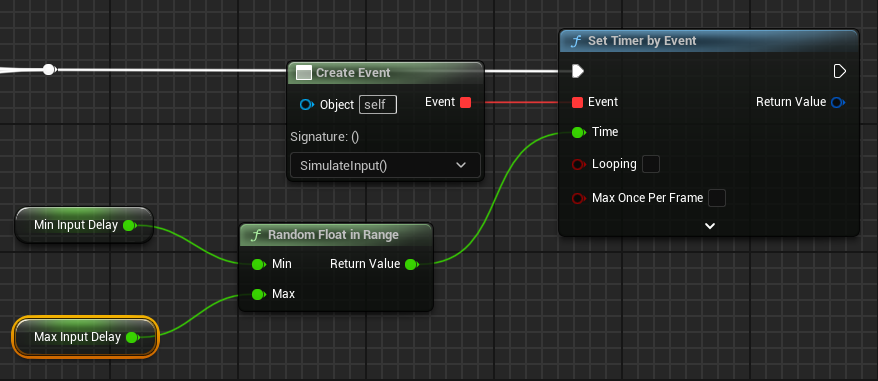 Set Timer by Event
Create Event
Object self Event
Event Return Value
Signature: ()
Time
SimulateInput()
Looping
Max Once Per Frame
Min Input Delay
Random Float in Range
Min Return Value
Max
Max Input Delay